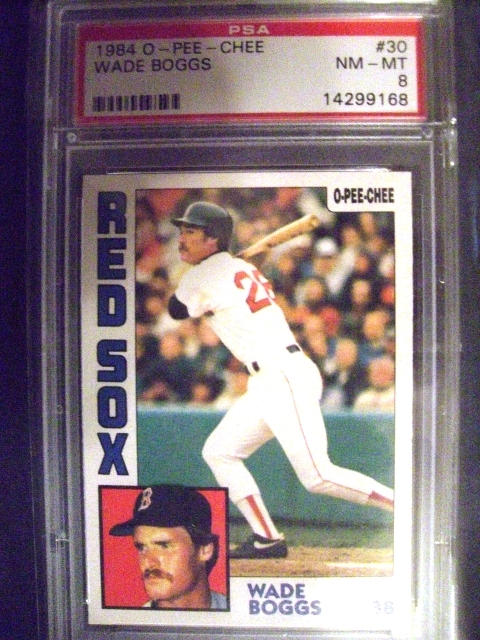 PSA
1984 O-PEE-CHEE #30
WADE BOGGS NM-MT
8
14299168
O-PEE-CHEE
RED SOX
26
B
WADE
BOGGS 3B